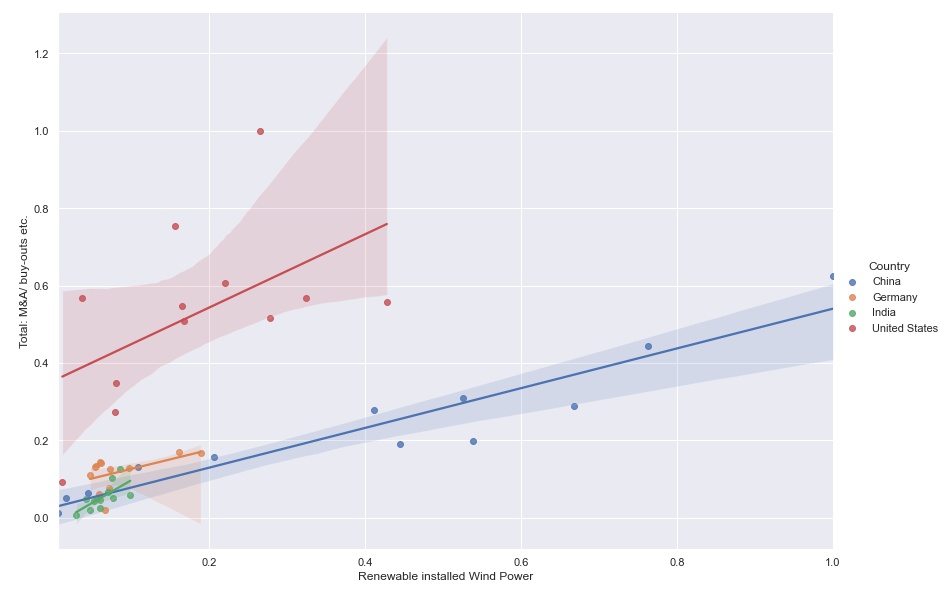 1.2
1.0
0.8
0.6
0.4
0.2
0.0
Total: M&A/ buy-outs etc.
0.2
0.4
0.6
0.8
1.0
Renewable installed Wind Power
Country
China
Germany
India
United States